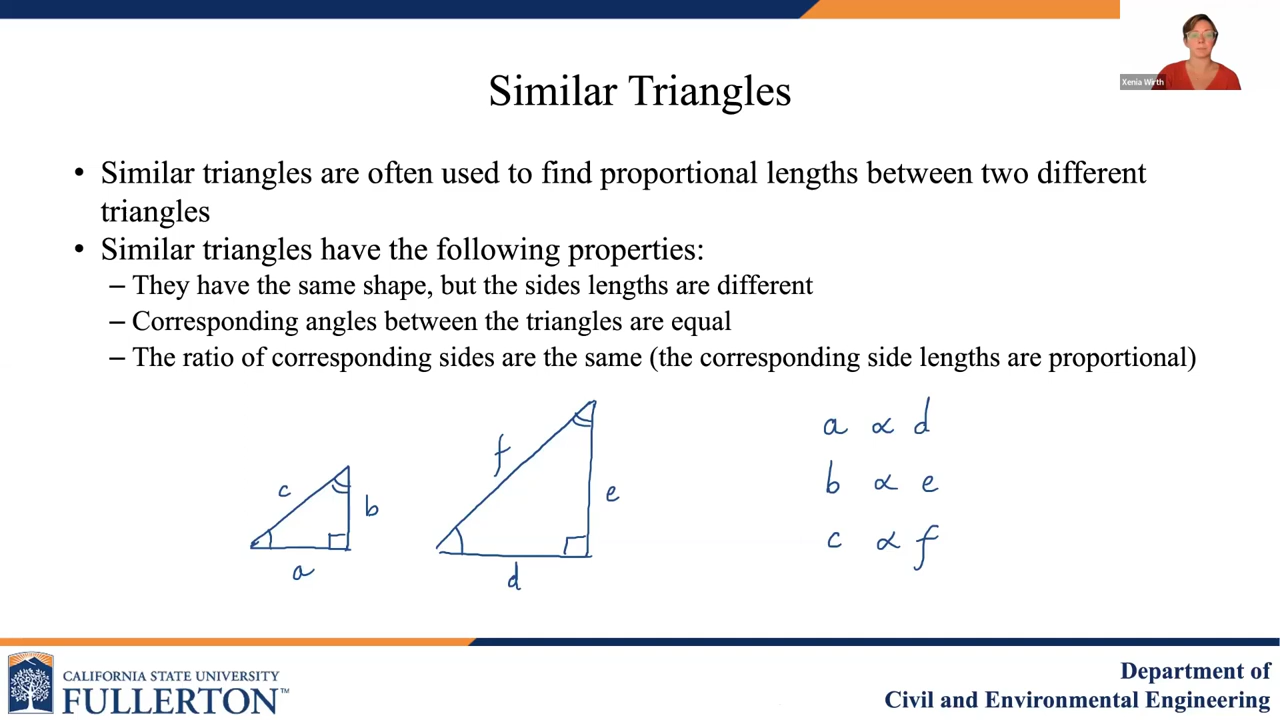 Xenia Wirth
Similar Triangles
• Similar triangles are often used to find proportional lengths between two different
triangles
• Similar triangles have the following properties:
– They have the same shape, but the sides lengths are different
– Corresponding angles between the triangles are equal
– The ratio of corresponding sides are the same (the corresponding side lengths are proportional)
a ∝ d
b ∝ e
c ∝ f
c
b
a
f
e
d
CALIFORNIA STATE UNIVERSITY
FULLERTON™
Department of
Civil and Environmental Engineering